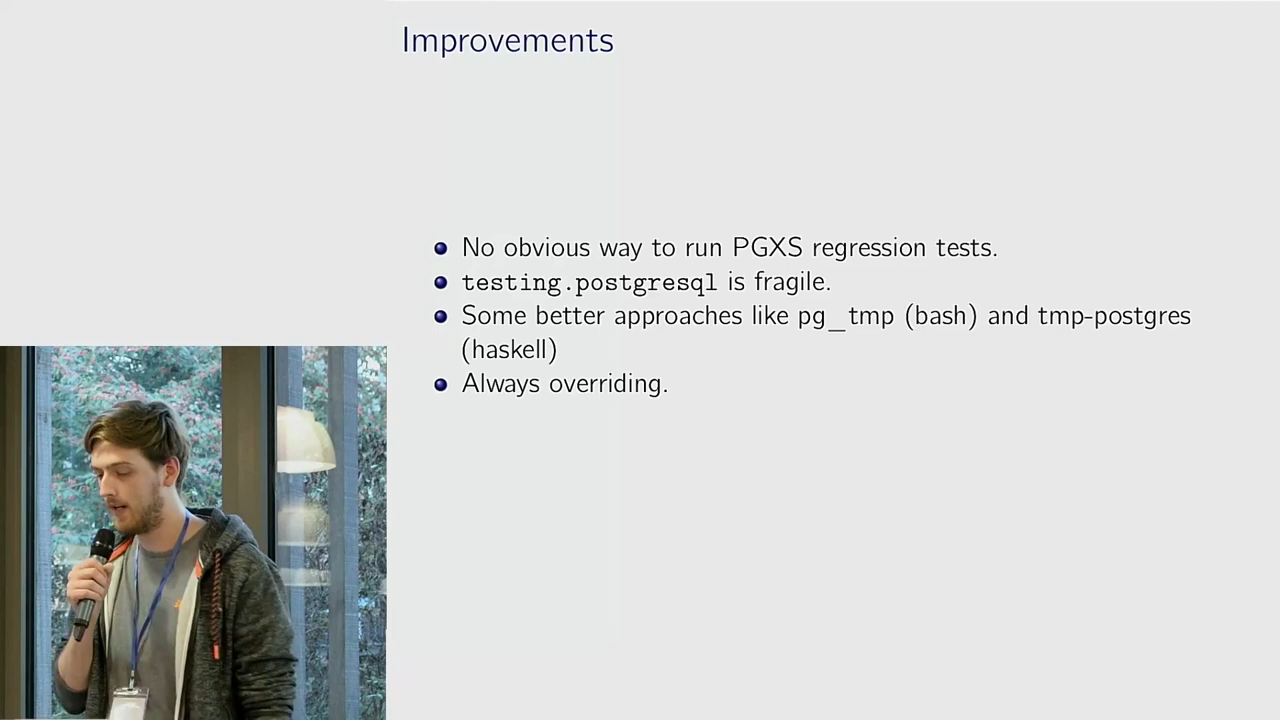 Improvements
No obvious way to run PGXS regression tests.
testing.postgresql is fragile.
Some better approaches like pg_tmp (bash) and tmp-postgres
(haskell)
Always overriding.